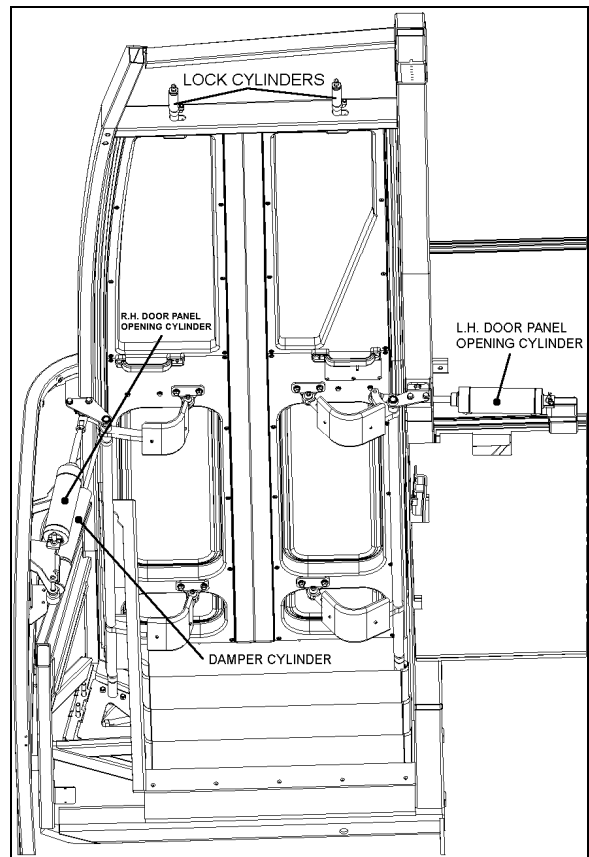 LOCK CYLINDERS
R.H. DOOR PANEL
OPENING CYLINDER
L.H. DOOR PANEL
OPENING CYLINDER
DAMPER CYLINDER